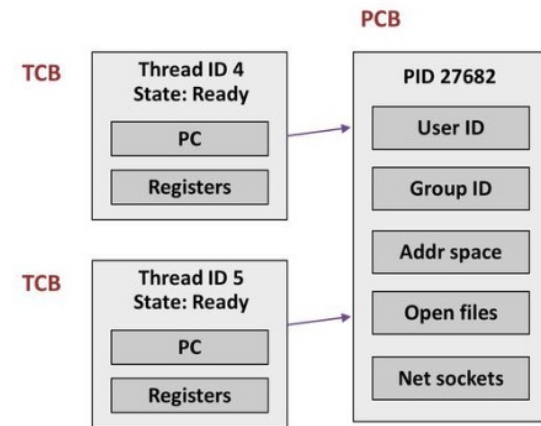 PCB
TCB
Thread ID 4
State: Ready
PC
Registers
TCB
Thread ID 5
State: Ready
PC
Registers
PID 27682
User ID
Group ID
Addr space
Open files
Net sockets